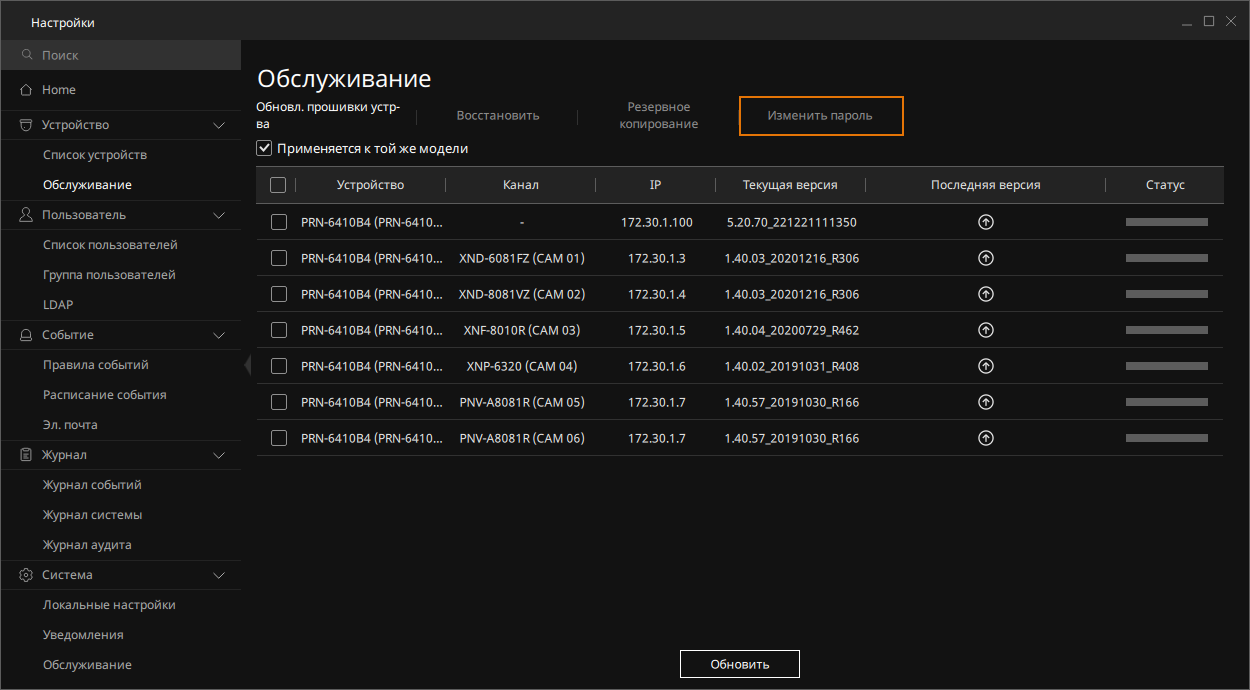 Настройки
Поиск
Home
Устройство
Список устройств
Обслуживание
Пользователь
Список пользователей
Группа пользователей
LDAP
Событие
Правила событий
Расписание события
Эл. почта
Журнал
Журнал событий
Журнал системы
Журнал аудита
Система
Локальные настройки
Уведомления
Обслуживание
Обслуживание
Обновл. прошивки устр-
ва
Восстановить
Резервное
копирование
Изменить пароль
Применяется к той же модели
Устройство Канал IP Текущая версия Последняя версия Статус
PRN-6410B4 (PRN-6410... - 172.30.1.100 5.20.70_221221111350
PRN-6410B4 (PRN-6410... XND-6081FZ (CAM 01) 172.30.1.3 1.40.03_20201216_R306
PRN-6410B4 (PRN-6410... XND-8081VZ (CAM 02) 172.30.1.4 1.40.03_20201216_R306
PRN-6410B4 (PRN-6410... XNF-8010R (CAM 03) 172.30.1.5 1.40.04_20200729_R462
PRN-6410B4 (PRN-6410... XNP-6320 (CAM 04) 172.30.1.6 1.40.02_20191031_R408
PRN-6410B4 (PRN-6410... PNV-A8081R (CAM 05) 172.30.1.7 1.40.57_20191030_R166
PRN-6410B4 (PRN-6410... PNV-A8081R (CAM 06) 172.30.1.7 1.40.57_20191030_R166
Обновить